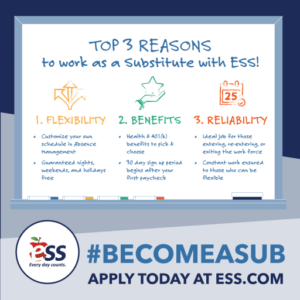 TOP 3 REASONS
to work as a Substitute with ESS!
25
1. FLEXIBILITY
2. BENEFITS
3. RELIABILITY
• Customize your own
schedule in Absence
Management
• Guaranteed nights,
weekends, and holidays
free
• Health & 401(k)
benefits to pick &
choose
• 30 day sign up period
begins after your
first paycheck
• Ideal job for those
entering, re-entering, or
exiting the work force
• Constant work ensured
to those who can be
flexible
ess
Every day counts.
#BECOMEASUB
APPLY TODAY AT ESS.COM